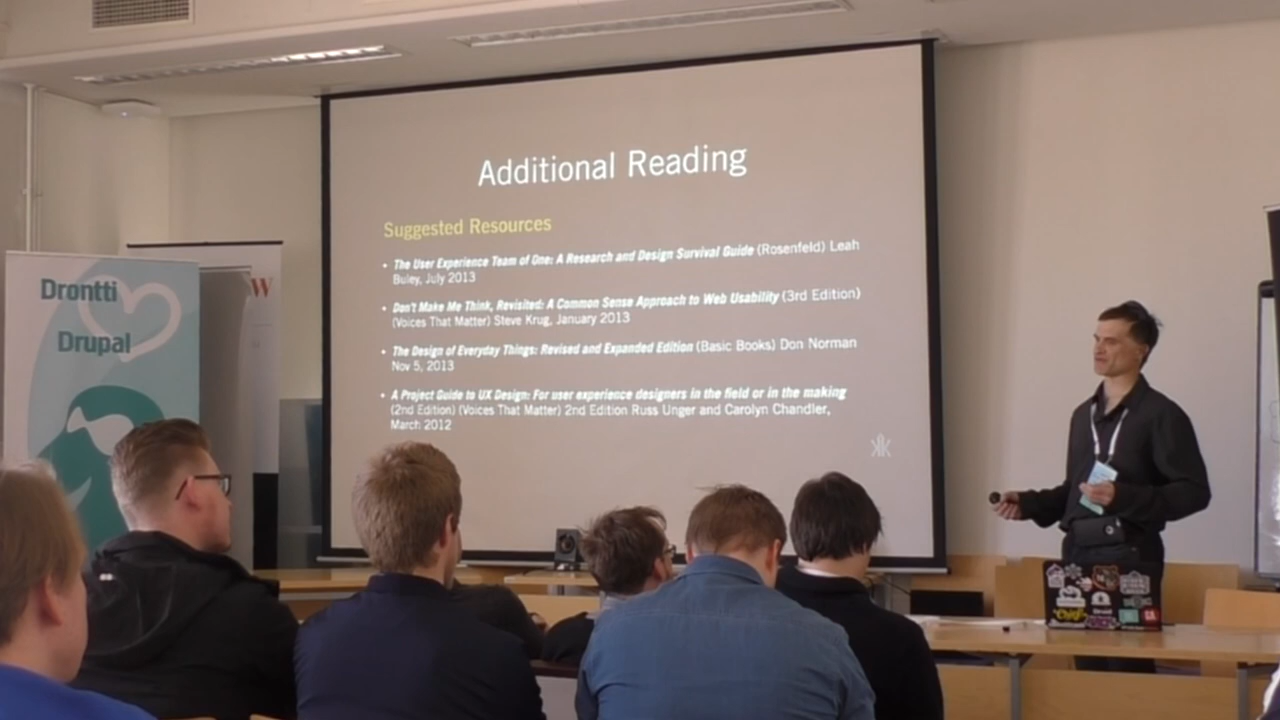 Additional Reading
Suggested Resources
• The User Experience Team of One: A Research and Design Survival Guide (Rosenfeld) Leah
Buley, July 2013
• Don't Make Me Think, Revisited: A Common Sense Approach to Web Usability (3rd Edition)
(Voices That Matter) Steve Krug, January 2013
• The Design of Everyday Things: Revised and Expanded Edition (Basic Books) Don Norman
Nov 5, 2013
• A Project Guide to UX Design: For user experience designers in the field or in the making
(2nd Edition) (Voices That Matter) 2nd Edition Russ Unger and Carolyn Chandler,
March 2012
Drontti
Drupal
W